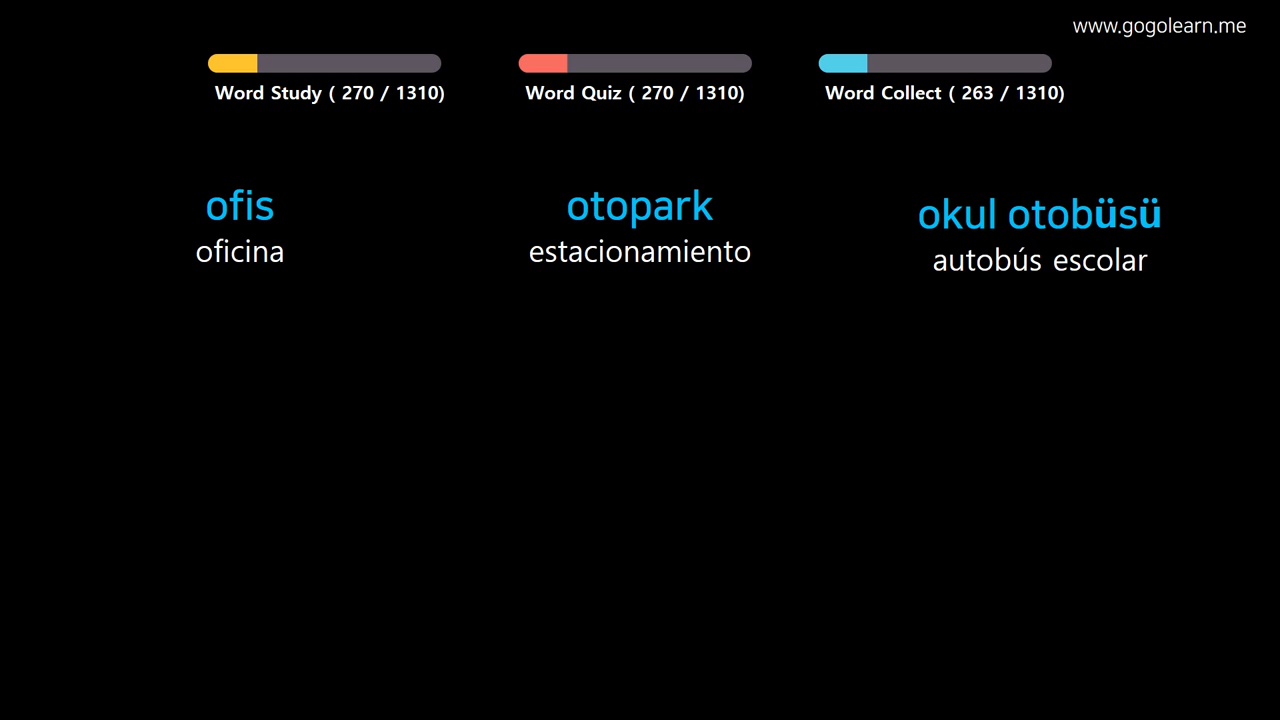 www.gogolearn.me
Word Study ( 270 / 1310)
Word Quiz ( 270 / 1310)
Word Collect ( 263 / 1310)
ofis
oficina
otopark
estacionamiento
okul otobüsü
autobús escolar